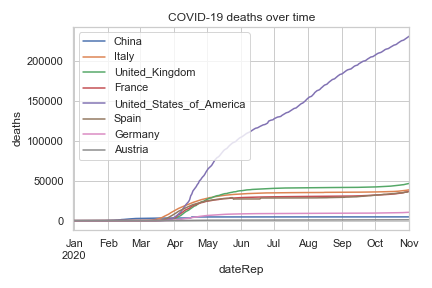 COVID-19 deaths over time
China
Italy
United_Kingdom
France
United_States_of_America
Spain
Germany
Austria
deaths
200000
150000
100000
50000
0
Jan Feb Mar Apr May Jun Jul Aug Sep Oct Nov
2020
dateRep